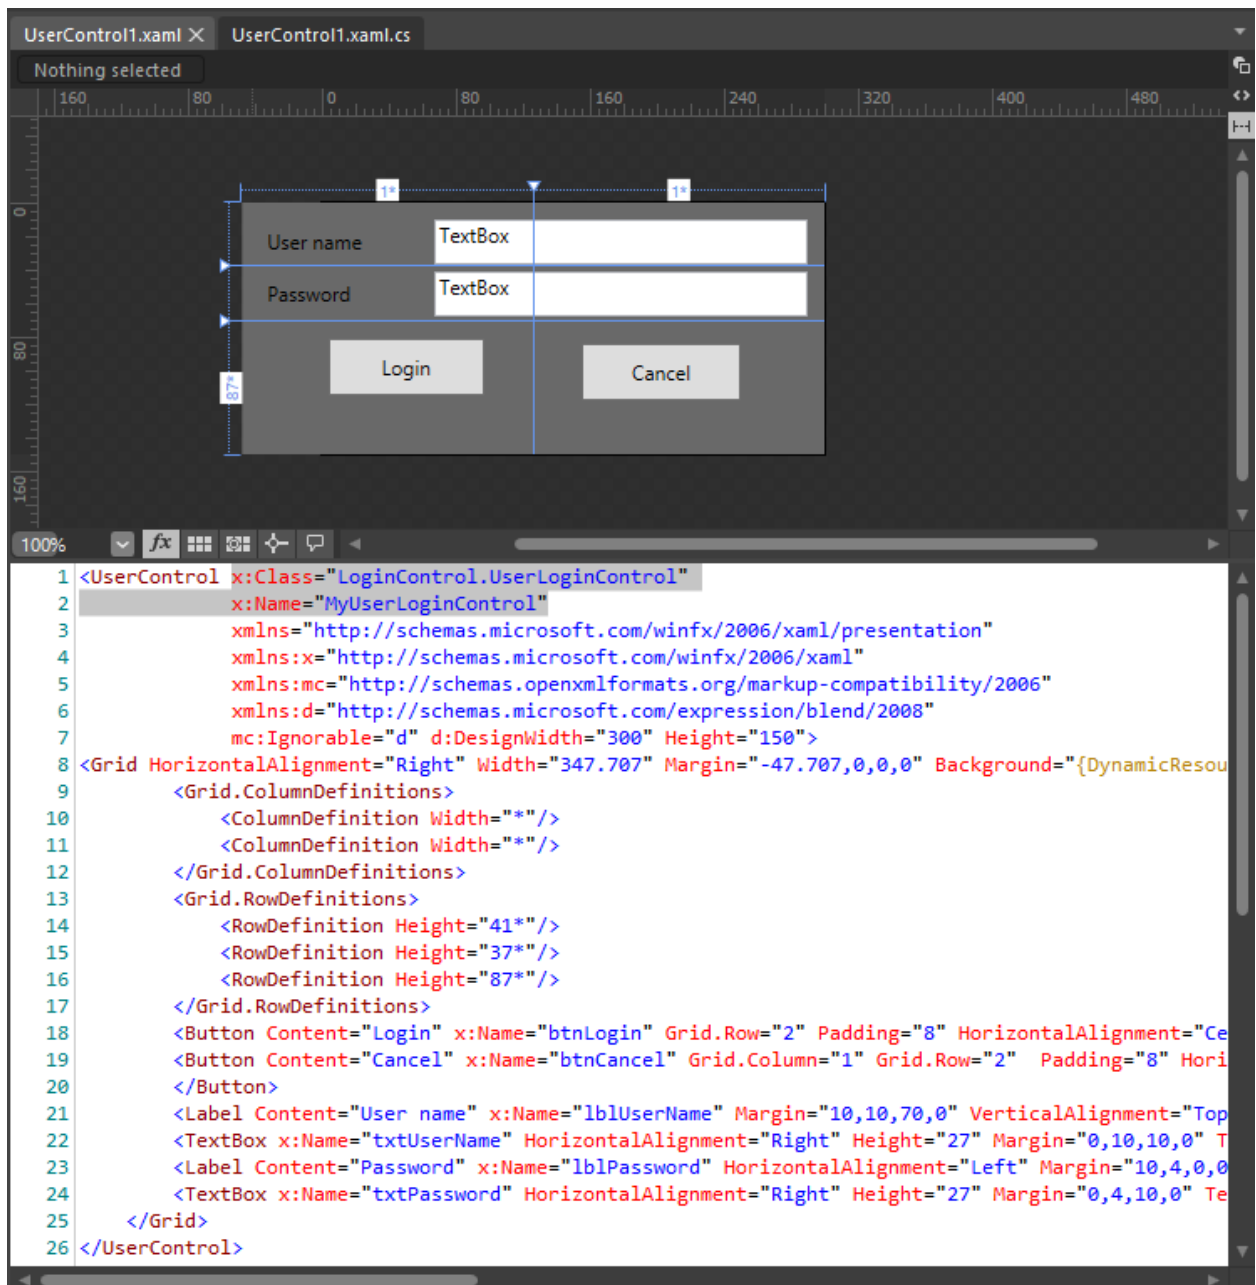 UserControl1.xaml UserControl1.xaml.cs
Nothing selected
160 80 0 80 160 240 320 400 480
1* 1*
0
User name TextBox
Password TextBox
80
87*
Login Cancel
160
100% fx
1 <UserControl x:Class="LoginControl.UserLoginControl"
2 x:Name="MyUserLoginControl"
3 xmlns="http://schemas.microsoft.com/winfx/2006/xaml/presentation"
4 xmlns:x="http://schemas.microsoft.com/winfx/2006/xaml"
5 xmlns:mc="http://schemas.openxmlformats.org/markup-compatibility/2006"
6 xmlns:d="http://schemas.microsoft.com/expression/blend/2008"
7 mc:Ignorable="d" d:DesignWidth="300" Height="150">
8 <Grid HorizontalAlignment="Right" Width="347.707" Margin="-47.707,0,0,0" Background="{DynamicResou
9 <Grid.ColumnDefinitions>
10 <ColumnDefinition Width="*"/>
11 <ColumnDefinition Width="*"/>
12 </Grid.ColumnDefinitions>
13 <Grid.RowDefinitions>
14 <RowDefinition Height="41*"/>
15 <RowDefinition Height="37*"/>
16 <RowDefinition Height="87*"/>
17 </Grid.RowDefinitions>
18 <Button Content="Login" x:Name="btnLogin" Grid.Row="2" Padding="8" HorizontalAlignment="Ce
19 <Button Content="Cancel" x:Name="btnCancel" Grid.Column="1" Grid.Row="2"  Padding="8" Hori
20 </Button>
21 <Label Content="User name" x:Name="lblUserName" Margin="10,10,70,0" VerticalAlignment="Top
22 <TextBox x:Name="txtUserName" HorizontalAlignment="Right" Height="27" Margin="0,10,10,0" T
23 <Label Content="Password" x:Name="lblPassword" HorizontalAlignment="Left" Margin="10,4,0,0
24 <TextBox x:Name="txtPassword" HorizontalAlignment="Right" Height="27" Margin="0,4,10,0" Te
25 </Grid>
26 </UserControl>